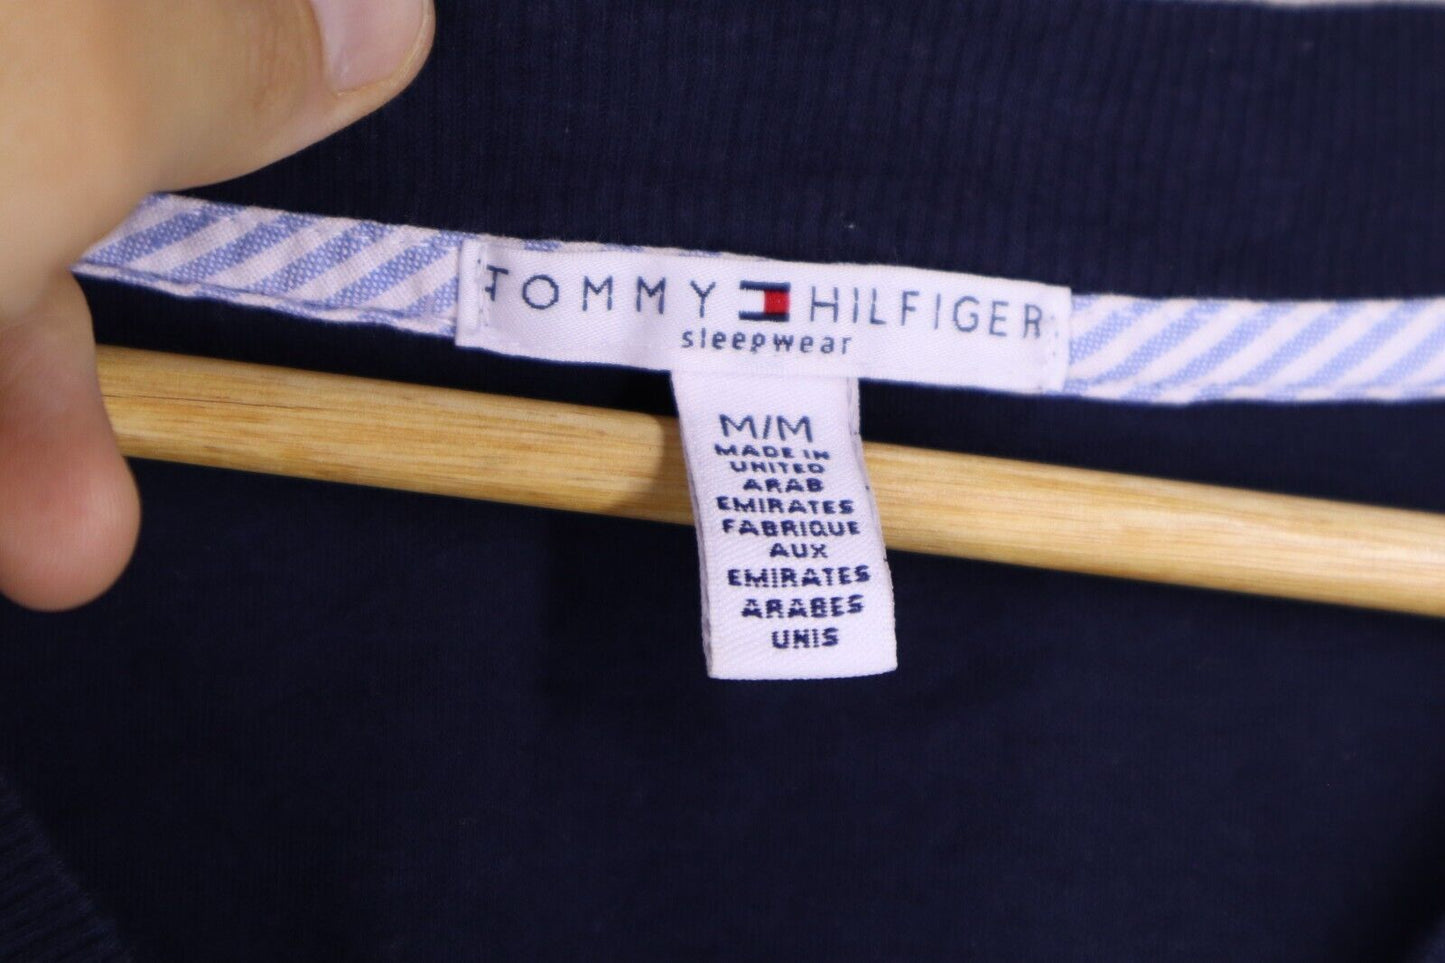 TOMMY HILFIGER
sleepwear
M/M
MADE IN
UNITED
ARAB
EMIRATES
FABRIQUE
AUX
EMIRATES
ARABES
UNIS